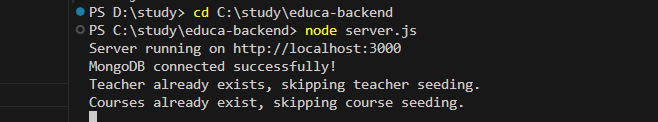 PS D:\study> cd C:\study\educa-backend
PS C:\study\educa-backend> node server.js
Server running on http://localhost:3000
MongoDB connected successfully!
Teacher already exists, skipping teacher seeding.
Courses already exist, skipping course seeding.